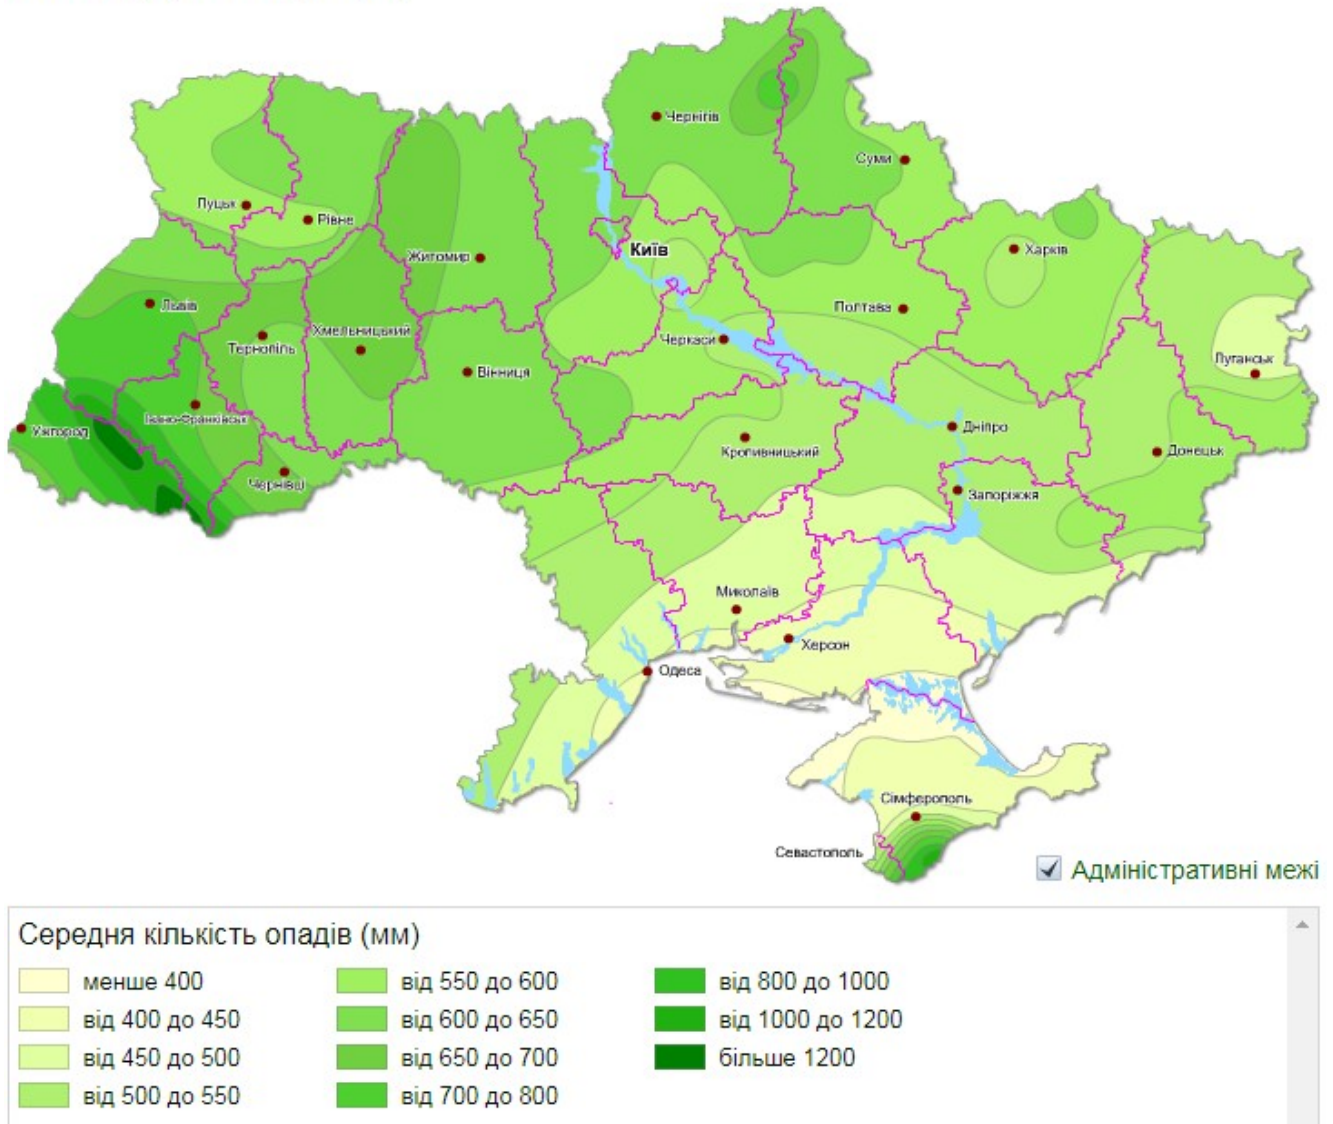 Чернігів
Суми
Луцьк
Рівне
Київ
Харків
Житомир
Львів
Полтава
Хмельницький
Тернопіль
Черкаси
Луганськ
Вінниця
Івано-Франківськ
Ужгород
Дніпро
Кропивницький
Донецьк
Чернівці
Запоріжжя
Миколаїв
Херсон
Одеса
Сімферополь
Севастополь
Адміністративні межі
Середня кількість опадів (мм)
менше 400
від 400 до 450
від 450 до 500
від 500 до 550
від 550 до 600
від 600 до 650
від 650 до 700
від 700 до 800
від 800 до 1000
від 1000 до 1200
більше 1200